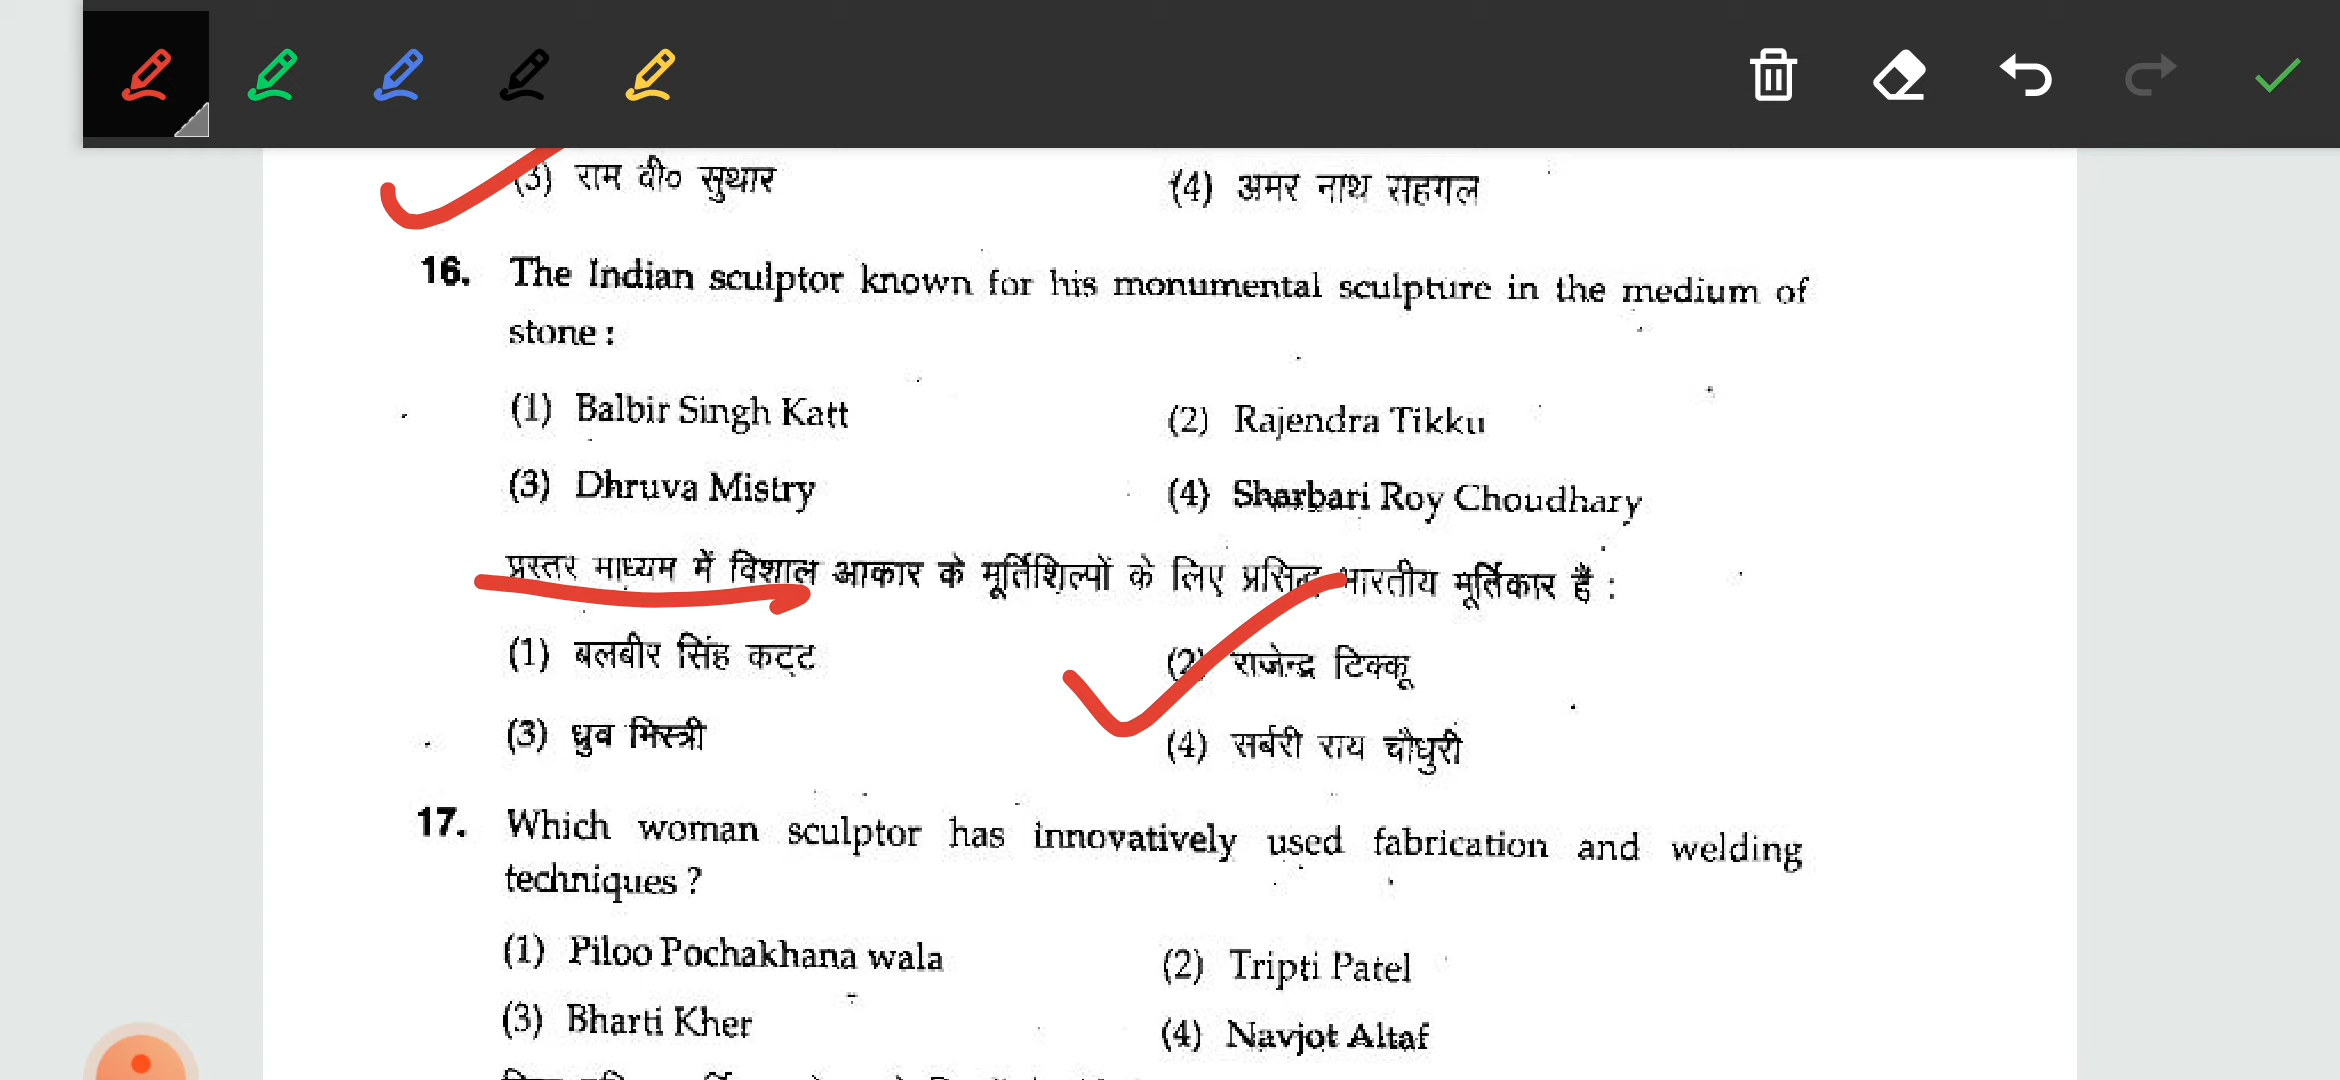 (3) राम वी० सुथार (4) अमर नाथ सहगल
16. The Indian sculptor known for his monumental sculpture in the medium of
stone :
(1) Balbir Singh Katt (2) Rajendra Tikku
(3) Dhruva Mistry (4) Sharbari Roy Choudhary
प्रस्तर माध्यम में विशाल आकार के मूर्तिशिल्पों के लिए प्रसिद्ध भारतीय मूर्तिकार हैं :
(1) बलबीर सिंह कट्ट (2) राजेन्द्र टिक्कू
(3) ध्रुव मिस्त्री (4) सर्बरी राय चौधुरी
17. Which woman sculptor has innovatively used fabrication and welding
techniques ?
(1) Piloo Pochakhana wala (2) Tripti Patel
(3) Bharti Kher (4) Navjot Altaf